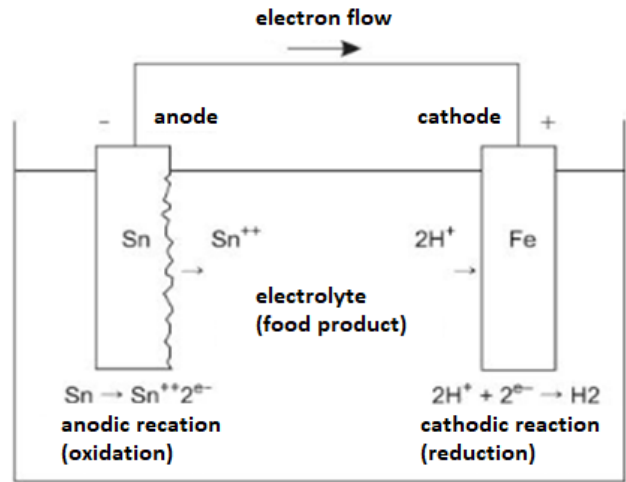 electron flow
- anode cathode +
Sn Sn⁺⁺ 2H⁺ Fe
→ →
electrolyte
(food product)
Sn → Sn⁺⁺2ᵉ⁻ 2H⁺ + 2ᵉ⁻ → H2
anodic recation cathodic reaction
(oxidation) (reduction)